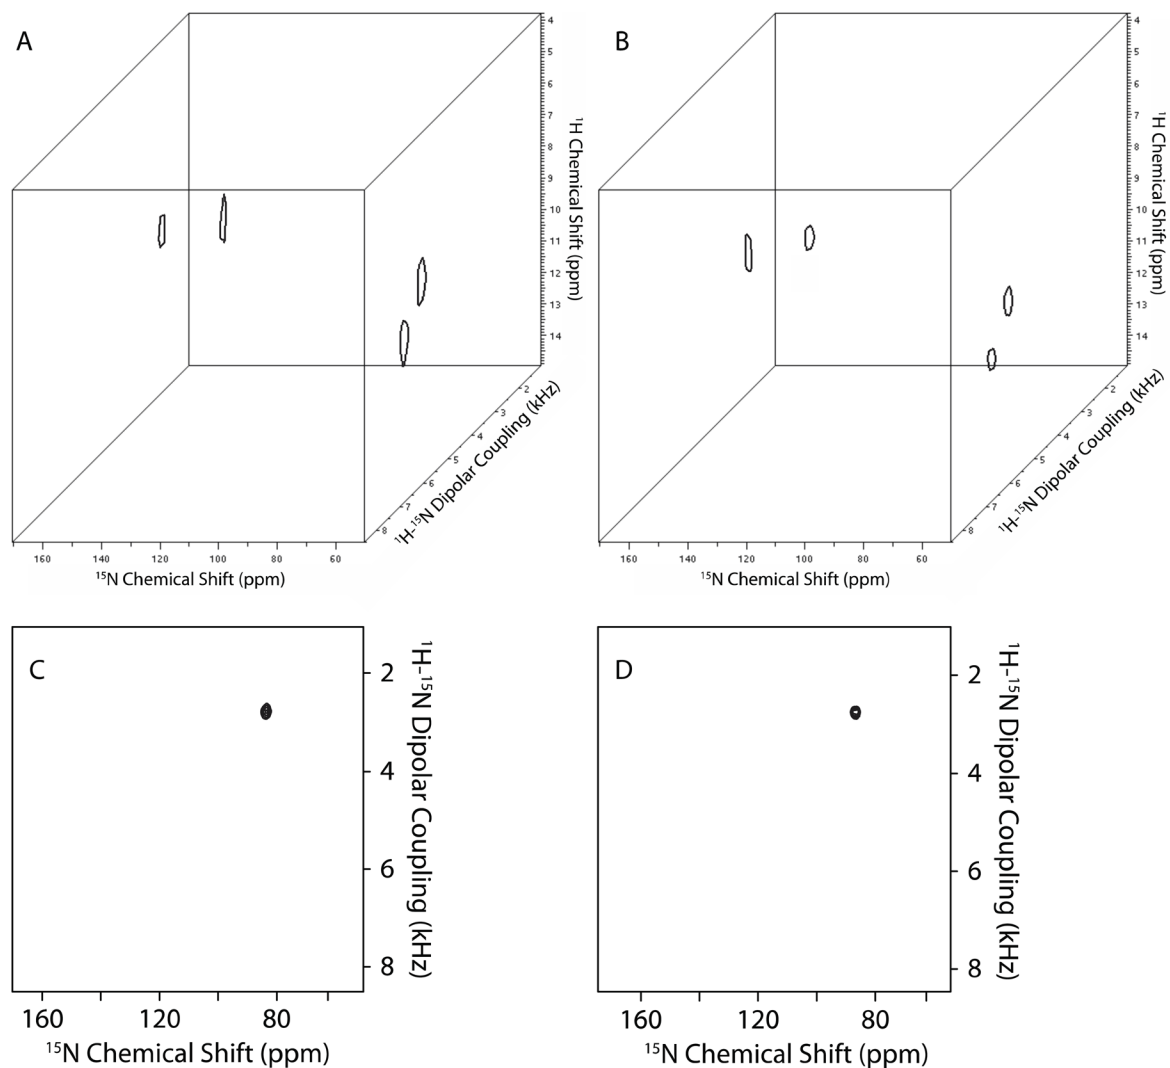 A
4
5
6
7
8
9
10
11
12
13
14
¹H Chemical Shift (ppm)
2
3
4
5
6
7
8
¹H-¹⁵N Dipolar Coupling (kHz)
160 140 120 100 80 60
¹⁵N Chemical Shift (ppm)
B
4
5
6
7
8
9
10
11
12
13
14
¹H Chemical Shift (ppm)
2
3
4
5
6
7
8
¹H-¹⁵N Dipolar Coupling (kHz)
160 140 120 100 80 60
¹⁵N Chemical Shift (ppm)
C
2
4
6
8
¹H-¹⁵N Dipolar Coupling (kHz)
160 120 80
¹⁵N Chemical Shift (ppm)
D
2
4
6
8
¹H-¹⁵N Dipolar Coupling (kHz)
160 120 80
¹⁵N Chemical Shift (ppm)